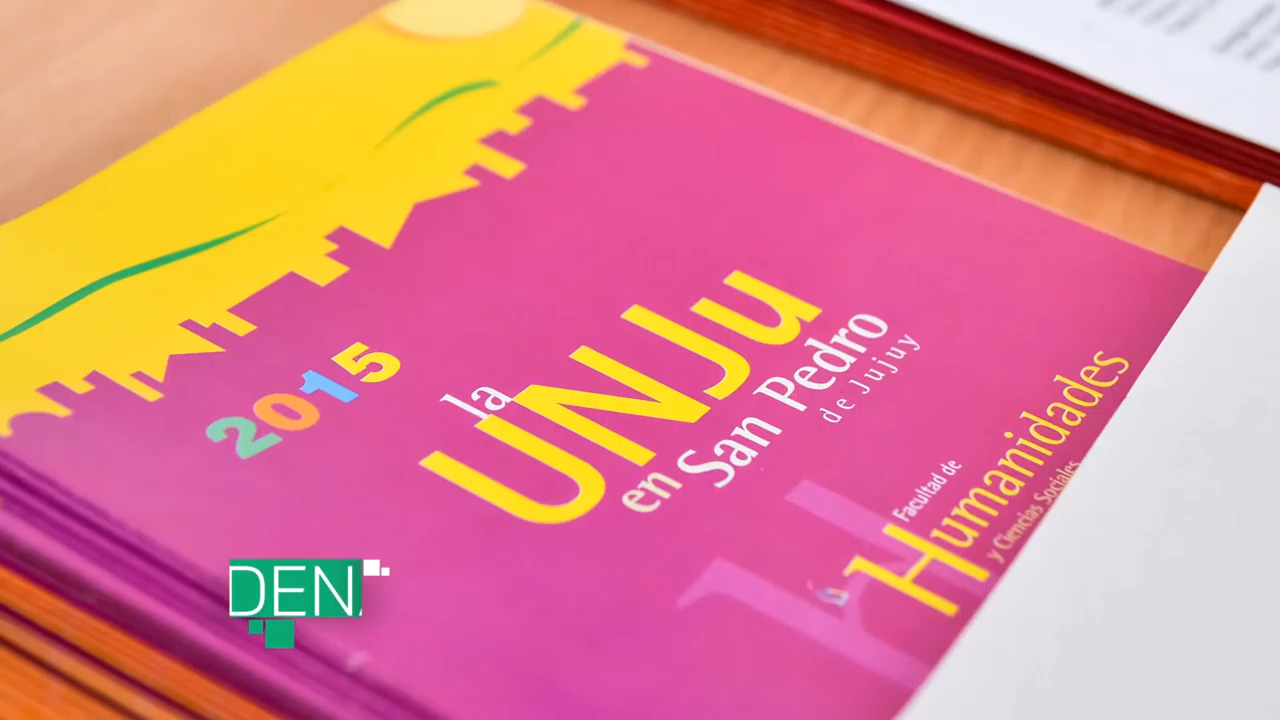 2015
la
UNJu
en San Pedro
de Jujuy
Facultad de
Humanidades
y Ciencias Sociales
DEN